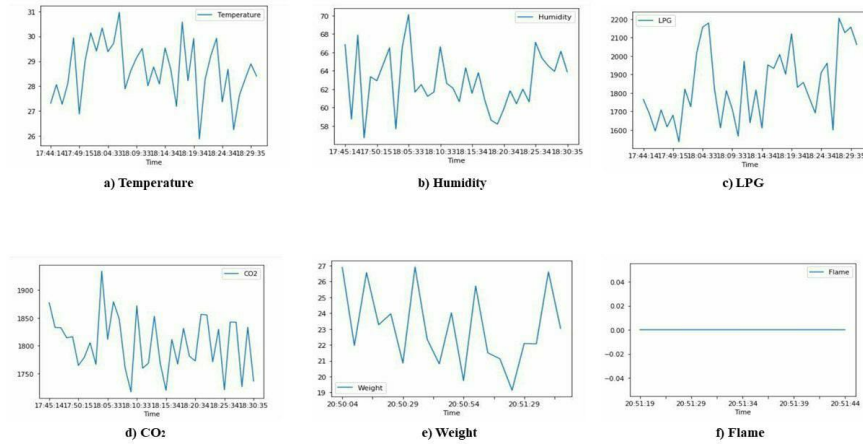 Temperature
31
30
29
28
27
26
17:44:14 17:49:15 18:04:33 18:09:33 18:14:34 18:19:34 18:24:34 18:29:35
Time
a) Temperature
Humidity
70
68
66
64
62
60
58
17:45:14 17:50:15 18:05:33 18:10:33 18:15:34 18:20:34 18:25:34 18:30:35
Time
b) Humidity
LPG
2200
2100
2000
1900
1800
1700
1600
17:44:14 17:49:15 18:04:33 18:09:33 18:14:34 18:19:34 18:24:34 18:29:35
Time
c) LPG
CO2
1900
1850
1800
1750
17:45:14 17:50:15 18:05:33 18:10:33 18:15:34 18:20:34 18:25:34 18:30:35
Time
d) CO₂
27
26
25
24
23
22
21
20
19
Weight
20:50:04 20:50:29 20:50:54 20:51:29
Time
e) Weight
Flame
0.04
0.02
0.00
−0.02
−0.04
20:51:19 20:51:29 20:51:34 20:51:39 20:51:44
Time
f) Flame